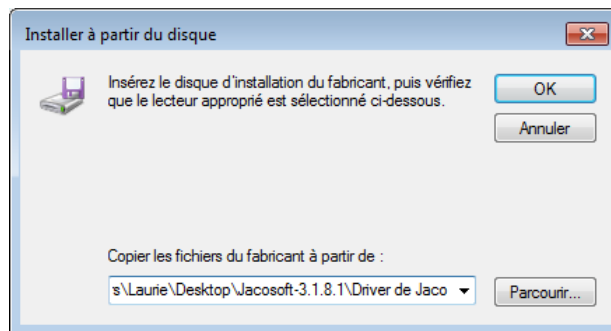 Installer à partir du disque
Insérez le disque d'installation du fabricant, puis vérifiez
que le lecteur approprié est sélectionné ci-dessous.
OK
Annuler
Copier les fichiers du fabricant à partir de :
s\Laurie\Desktop\Jacosoft-3.1.8.1\Driver de Jaco
Parcourir...